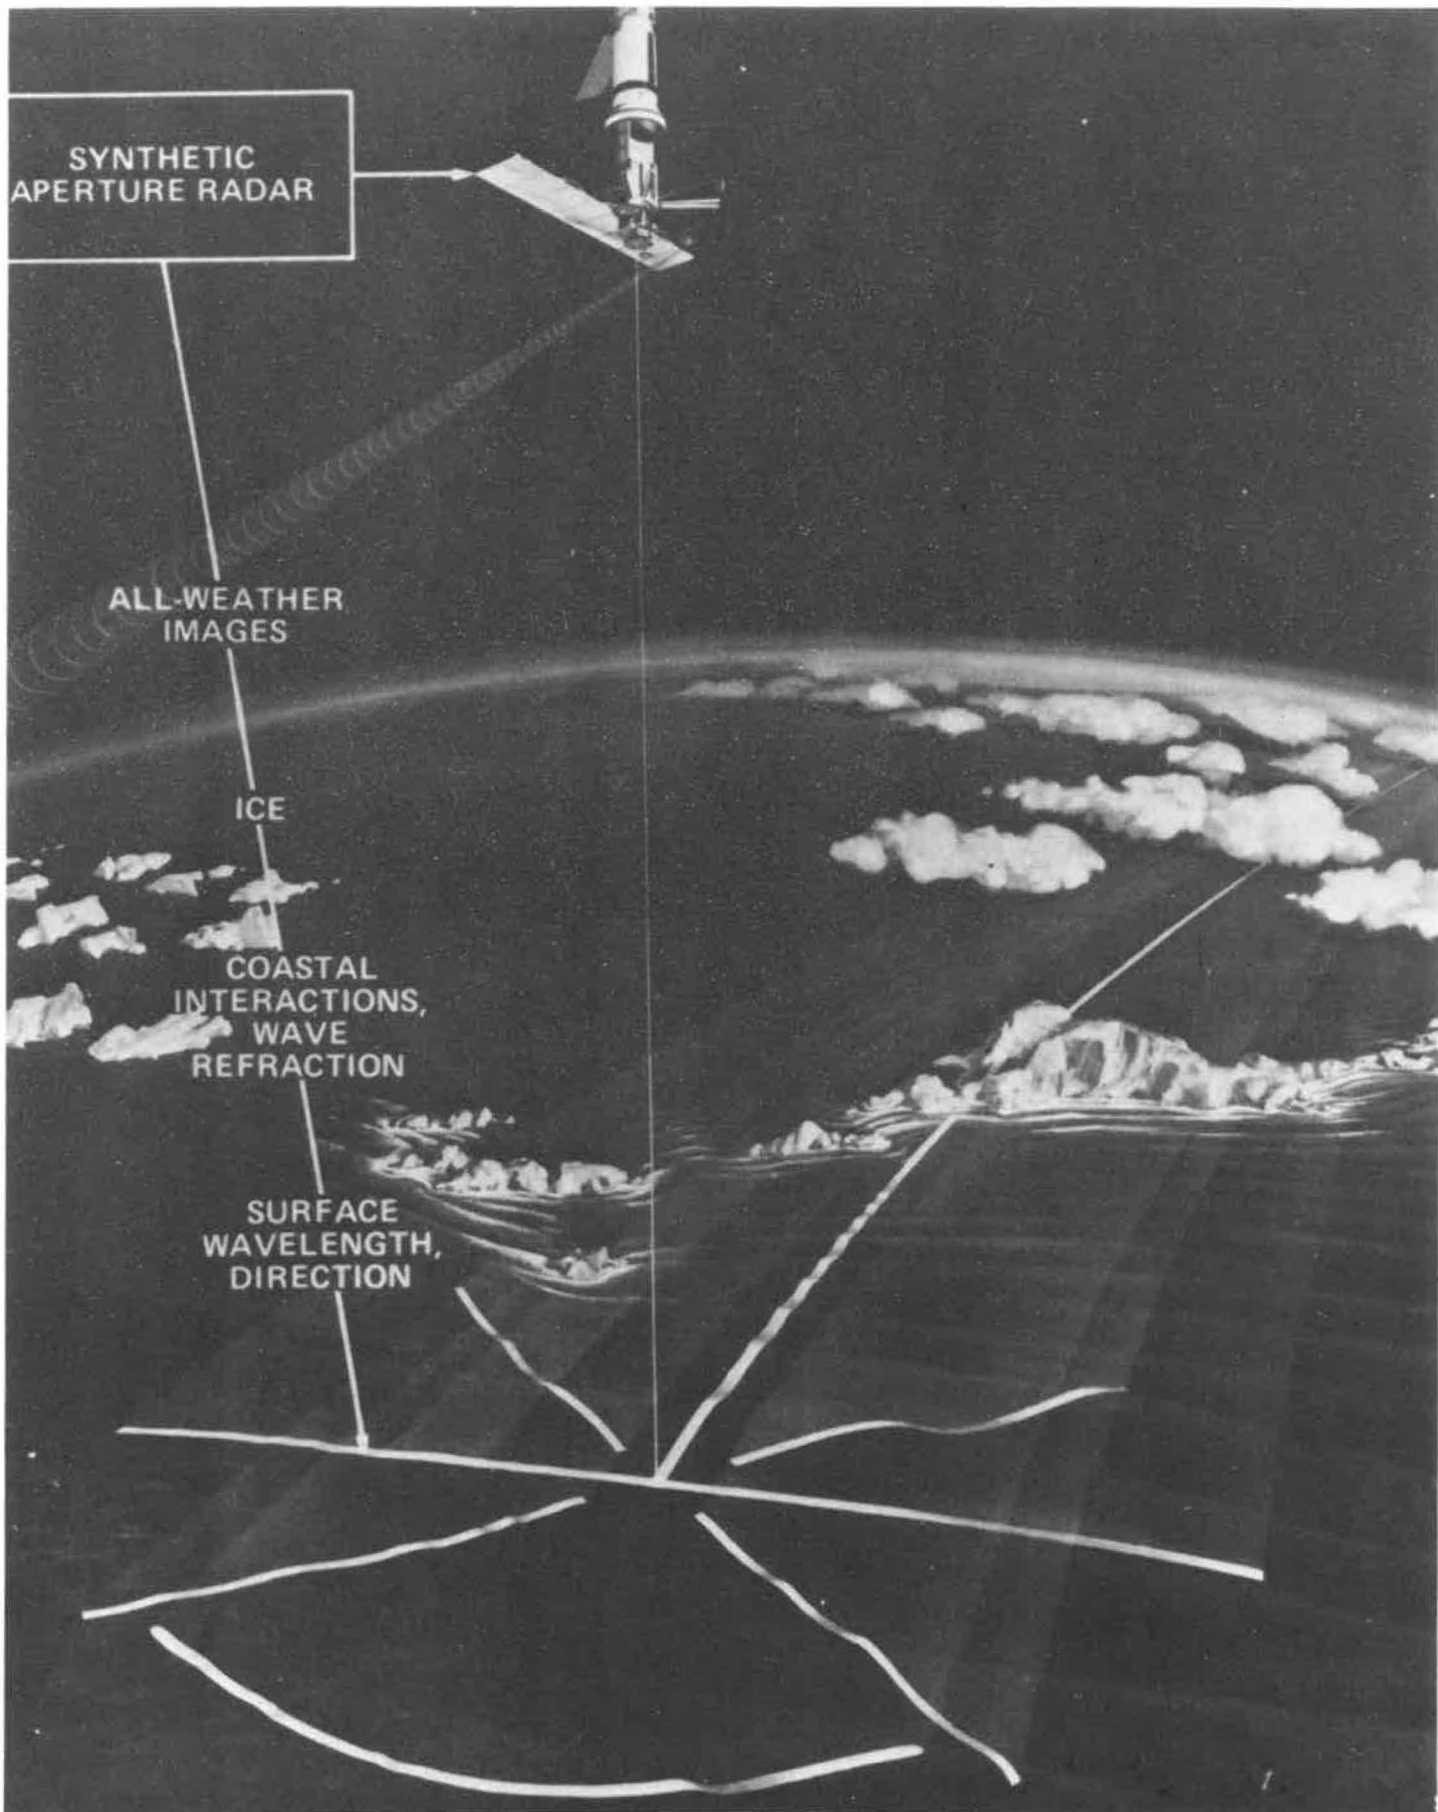 SYNTHETIC
APERTURE RADAR
ALL-WEATHER
IMAGES
ICE
COASTAL
INTERACTIONS,
WAVE
REFRACTION
SURFACE
WAVELENGTH,
DIRECTION